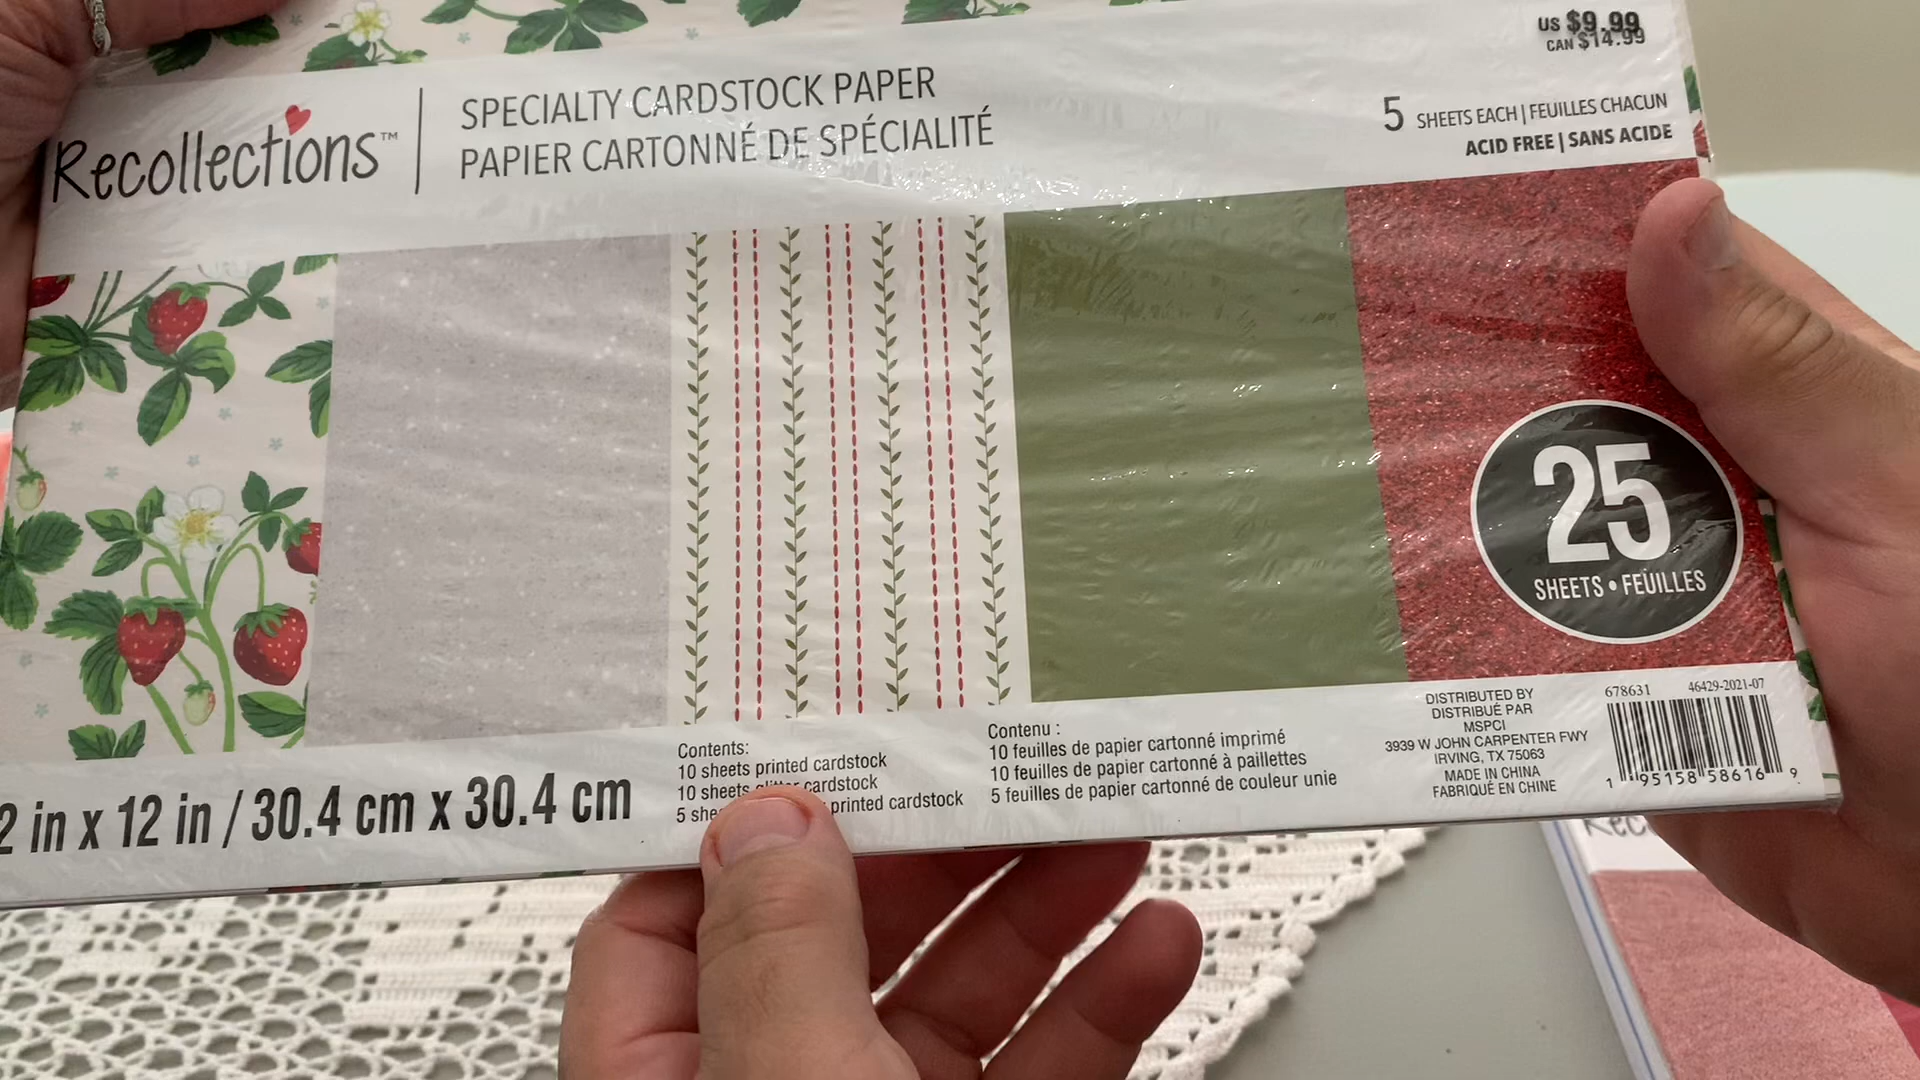 US $9.99
CAN $14.99
Recollections™
SPECIALTY CARDSTOCK PAPER
PAPIER CARTONNÉ DE SPÉCIALITÉ
5 SHEETS EACH | FEUILLES CHACUN
ACID FREE | SANS ACIDE
25
SHEETS • FEUILLES
2 in x 12 in / 30.4 cm x 30.4 cm
Contents:
10 sheets printed cardstock
10 sheets glitter cardstock
5 printed cardstock
Contenu :
10 feuilles de papier cartonné imprimé
10 feuilles de papier cartonné à paillettes
5 feuilles de papier cartonné de couleur unie
DISTRIBUTED BY
DISTRIBUÉ PAR
MSPCI
3939 W JOHN CARPENTER FWY
IRVING, TX 75063
MADE IN CHINA
FABRIQUÉ EN CHINE
678631 46429-2021-07
1 95158 58616 9